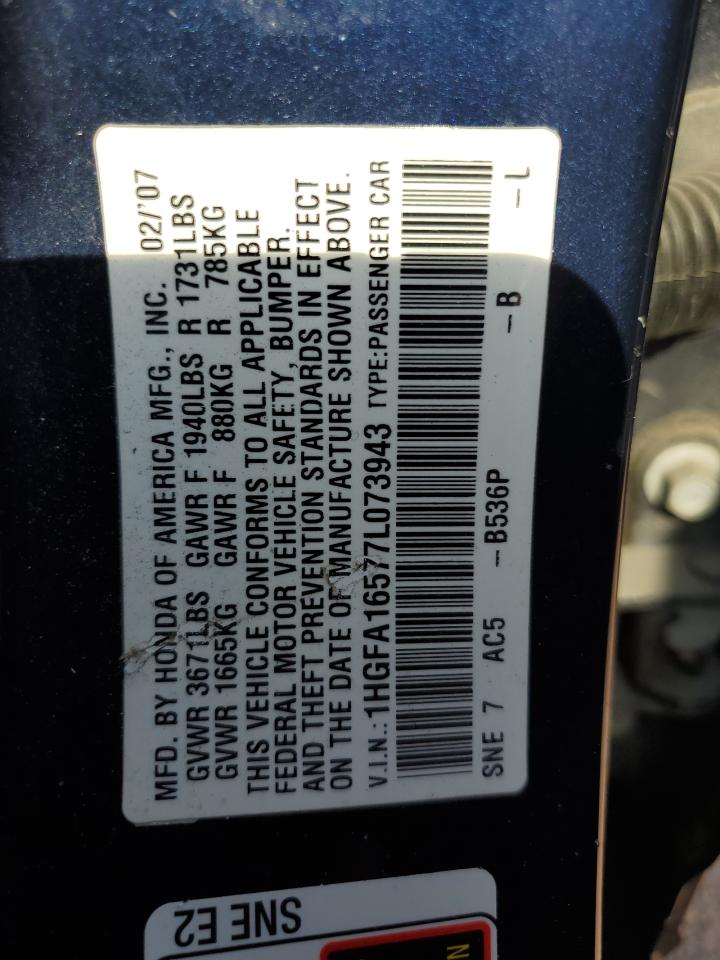 MFD. BY HONDA OF AMERICA MFG., INC. 02/'07
GVWR 3671LBS GAWR F 1940LBS R 1731LBS
GVWR 1665KG GAWR F 880KG R 785KG
THIS VEHICLE CONFORMS TO ALL APPLICABLE
FEDERAL MOTOR VEHICLE SAFETY, BUMPER.
AND THEFT PREVENTION STANDARDS IN EFFECT
ON THE DATE OF MANUFACTURE SHOWN ABOVE.
V.I.N.: 1HGFA16577L073943 TYPE:PASSENGER CAR
SNE 7 AC5 –B536P –B –L
SNE E2